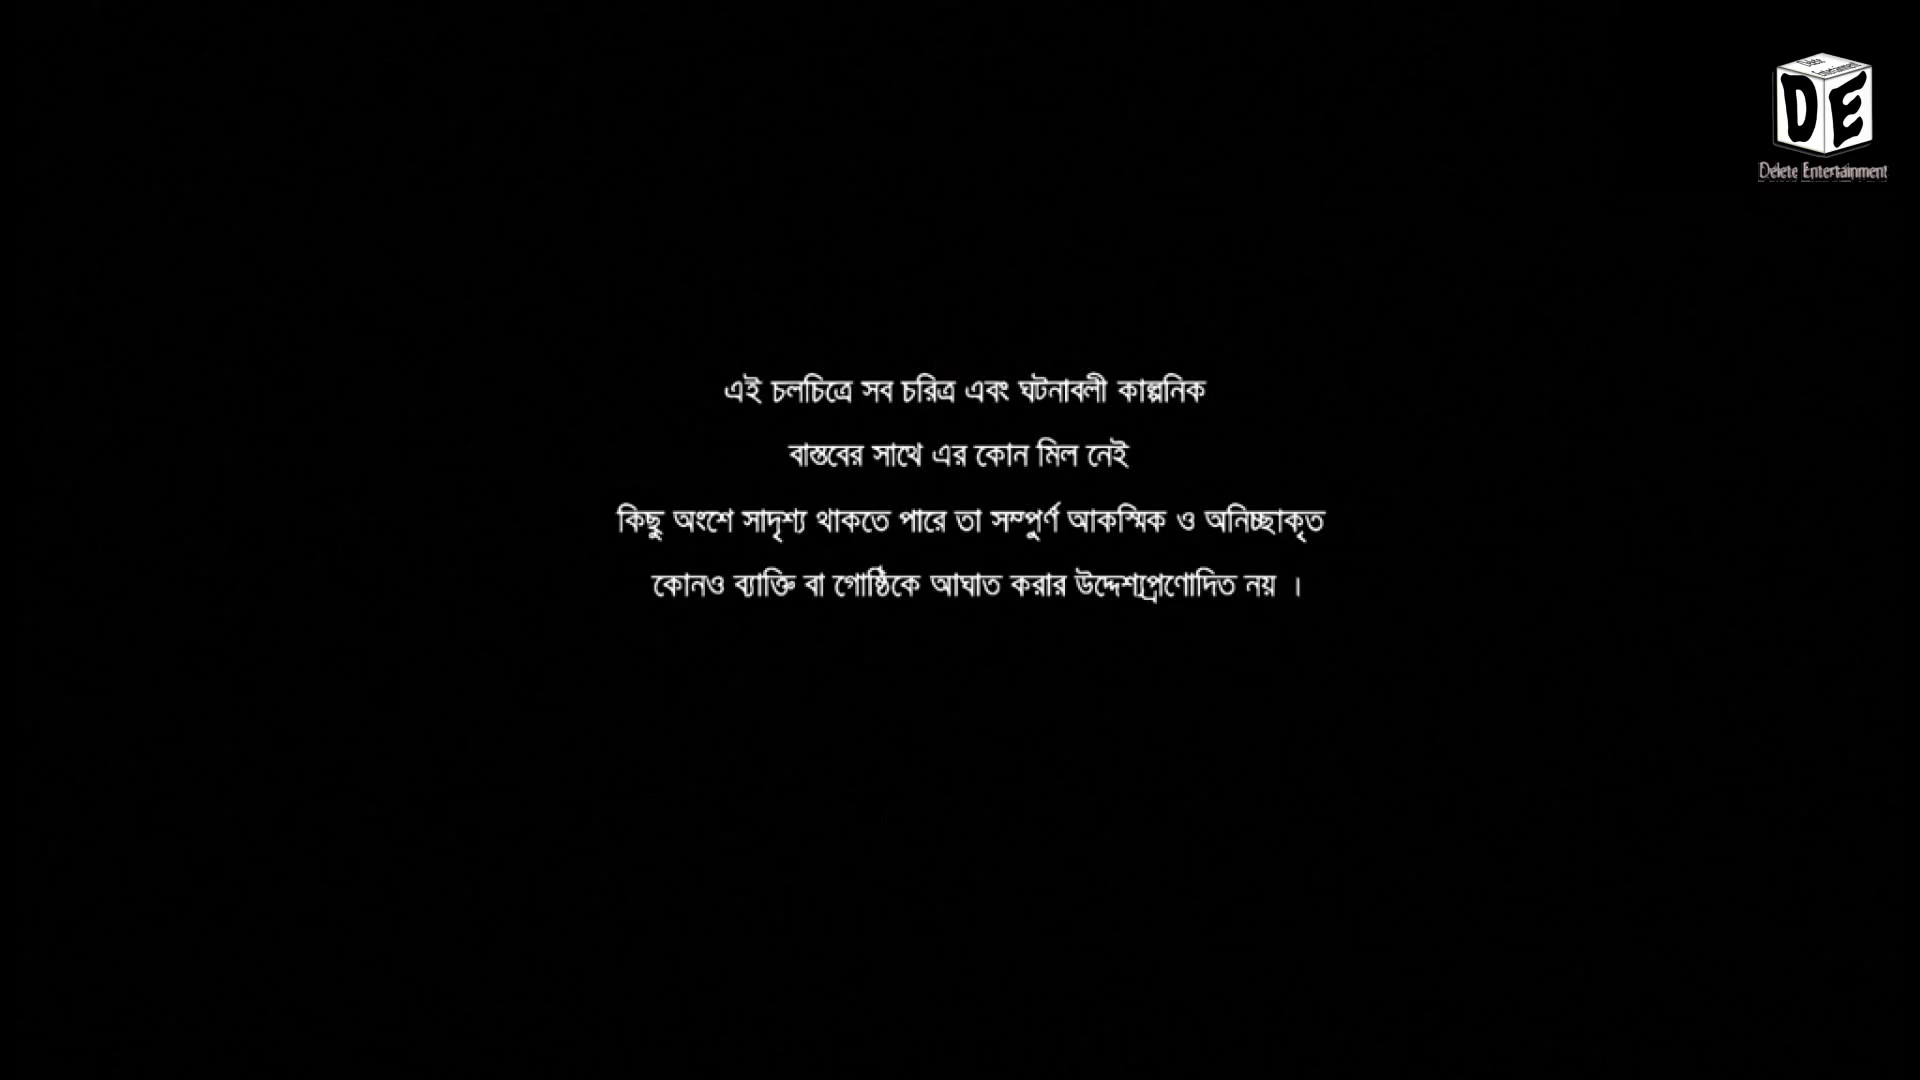 DE
Delete Entertainment
এই চলচিত্রে সব চরিত্র এবং ঘটনাবলী কাল্পনিক
বাস্তবের সাথে এর কোন মিল নেই
কিছু অংশে সাদৃশ্য থাকতে পারে তা সম্পুর্ণ আকস্মিক ও অনিচ্ছাকৃত
কোনও ব্যাক্তি বা গোষ্ঠিকে আঘাত করার উদ্দেশ্যপ্রণোদিত নয় ।